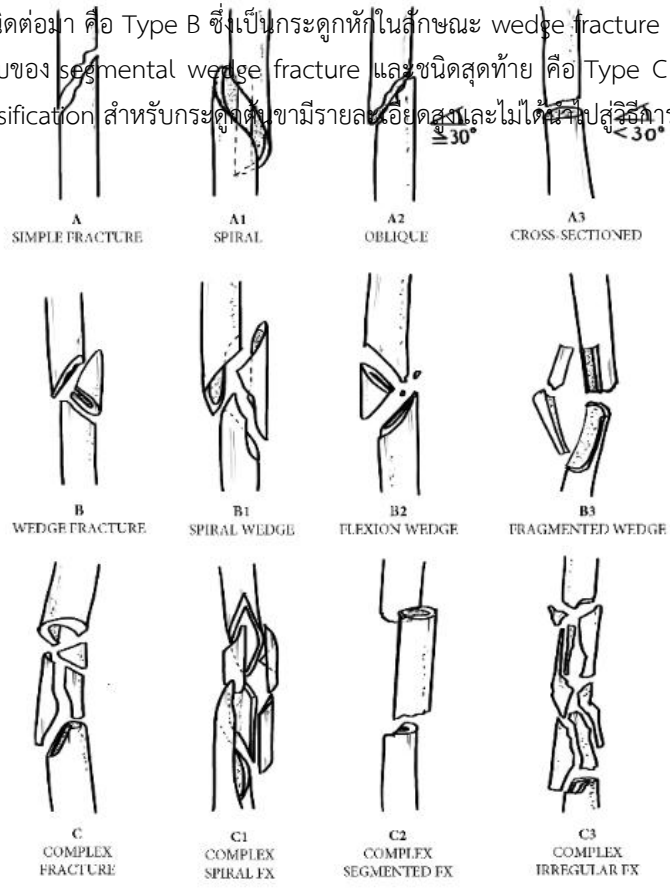 นิดต่อมา คือ Type B ซึ่งเป็นกระดูกหักในลักษณะ wedge fracture
บของ segmental wedge fracture และชนิดสุดท้าย คือ Type C
sification สำหรับกระดูกต้นขามีรายละเอียดสูงและไม่ได้นำไปสู่วิธีการ
≦30° <30°
A A1 A2 A3
SIMPLE FRACTURE SPIRAL OBLIQUE CROSS-SECTIONED
B B1 B2 B3
WEDGE FRACTURE SPIRAL WEDGE FLEXION WEDGE FRAGMENTED WEDGE
C C1 C2 C3
COMPLEX COMPLEX COMPLEX COMPLEX
FRACTURE SPIRAL FX SEGMENTED FX IRREGULAR FX